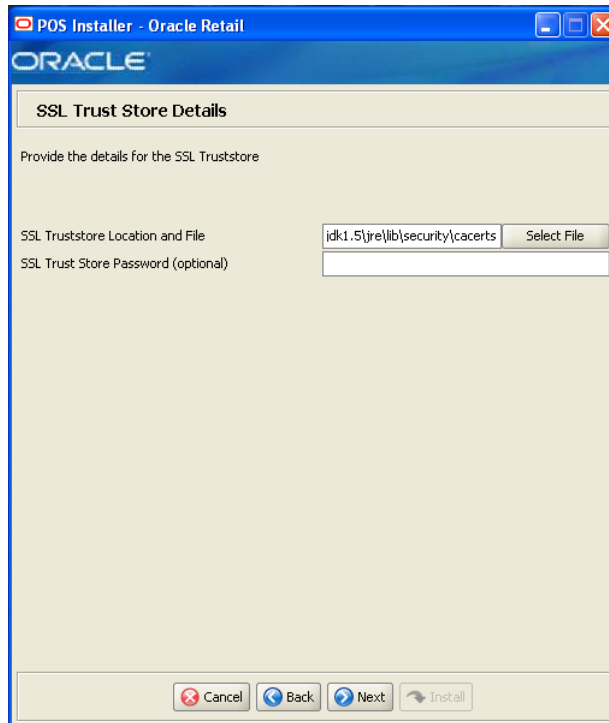 POS Installer - Oracle Retail
ORACLE
SSL Trust Store Details
Provide the details for the SSL Truststore
SSL Truststore Location and File jdk1.5\jre\lib\security\cacerts Select File
SSL Trust Store Password (optional)
Cancel Back Next Install